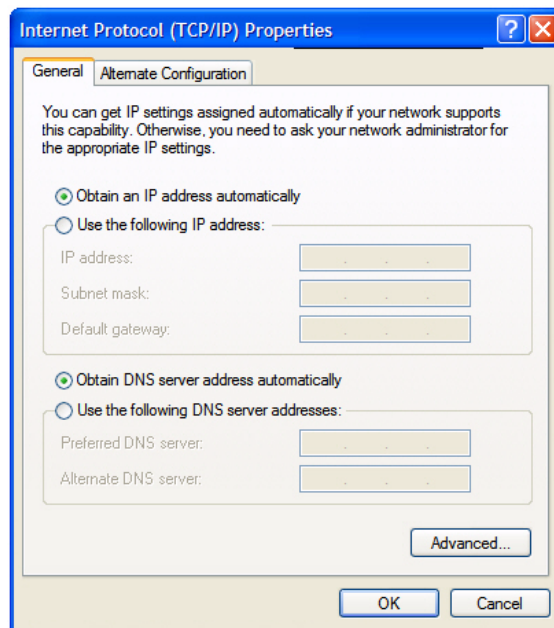 Internet Protocol (TCP/IP) Properties
General
Alternate Configuration
You can get IP settings assigned automatically if your network supports
this capability. Otherwise, you need to ask your network administrator for
the appropriate IP settings.
Obtain an IP address automatically
Use the following IP address:
IP address:
Subnet mask:
Default gateway:
Obtain DNS server address automatically
Use the following DNS server addresses:
Preferred DNS server:
Alternate DNS server:
Advanced...
OK
Cancel